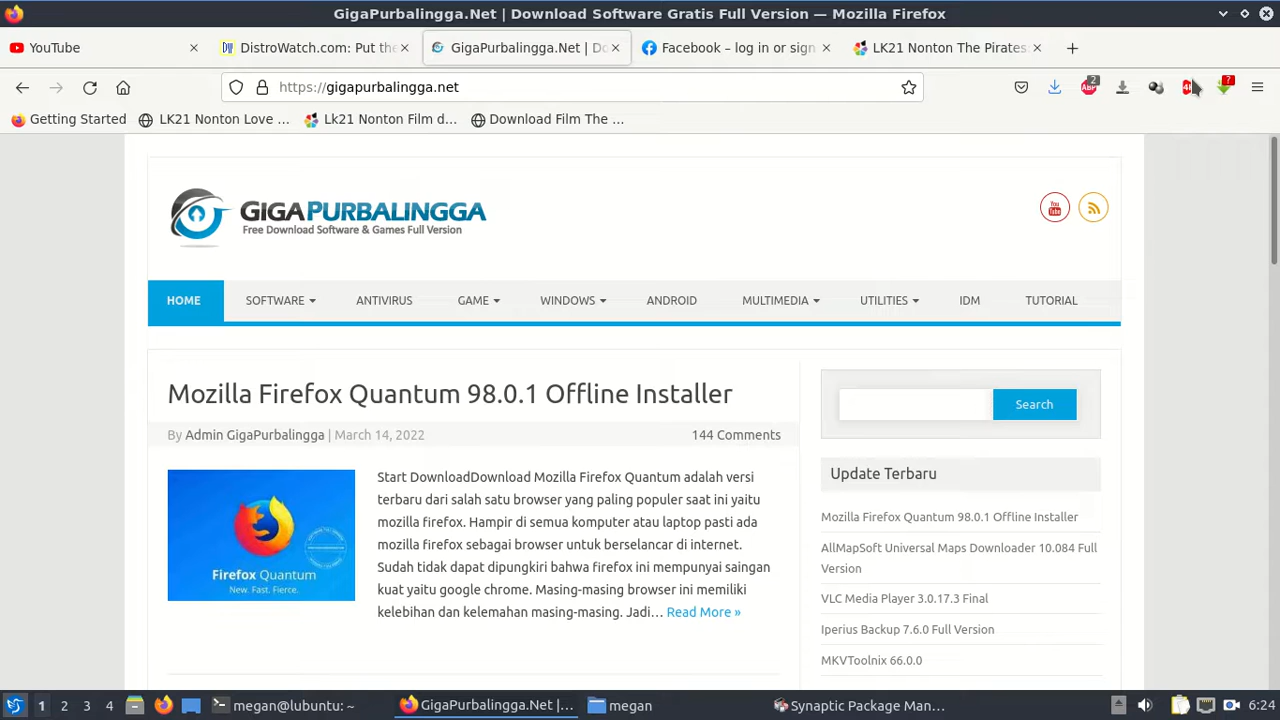 GigaPurbalingga.Net | Download Software Gratis Full Version — Mozilla Firefox
YouTube
DistroWatch.com: Put the
GigaPurbalingga.Net | Do
Facebook – log in or sign
LK21 Nonton The Pirates:
https://gigapurbalingga.net
ABP
2
?
Getting Started
LK21 Nonton Love ...
Lk21 Nonton Film d...
Download Film The ...
GIGAPURBALINGGA
Free Download Software & Games Full Version
You Tube
HOME SOFTWARE ANTIVIRUS GAME WINDOWS ANDROID MULTIMEDIA UTILITIES IDM TUTORIAL
Mozilla Firefox Quantum 98.0.1 Offline Installer
By Admin GigaPurbalingga | March 14, 2022
144 Comments
Firefox Quantum
New. Fast. Fierce.
Start DownloadDownload Mozilla Firefox Quantum adalah versi
terbaru dari salah satu browser yang paling populer saat ini yaitu
mozilla firefox. Hampir di semua komputer atau laptop pasti ada
mozilla firefox sebagai browser untuk berselancar di internet.
Sudah tidak dapat dipungkiri bahwa firefox ini mempunyai saingan
kuat yaitu google chrome. Masing-masing browser ini memiliki
kelebihan dan kelemahan masing-masing. Jadi… Read More »
Search
Update Terbaru
Mozilla Firefox Quantum 98.0.1 Offline Installer
AllMapSoft Universal Maps Downloader 10.084 Full
Version
VLC Media Player 3.0.17.3 Final
Iperius Backup 7.6.0 Full Version
MKVToolnix 66.0.0
1 2 3 4
megan@lubuntu: ~
GigaPurbalingga.Net |...
megan
Synaptic Package Man...
6:24